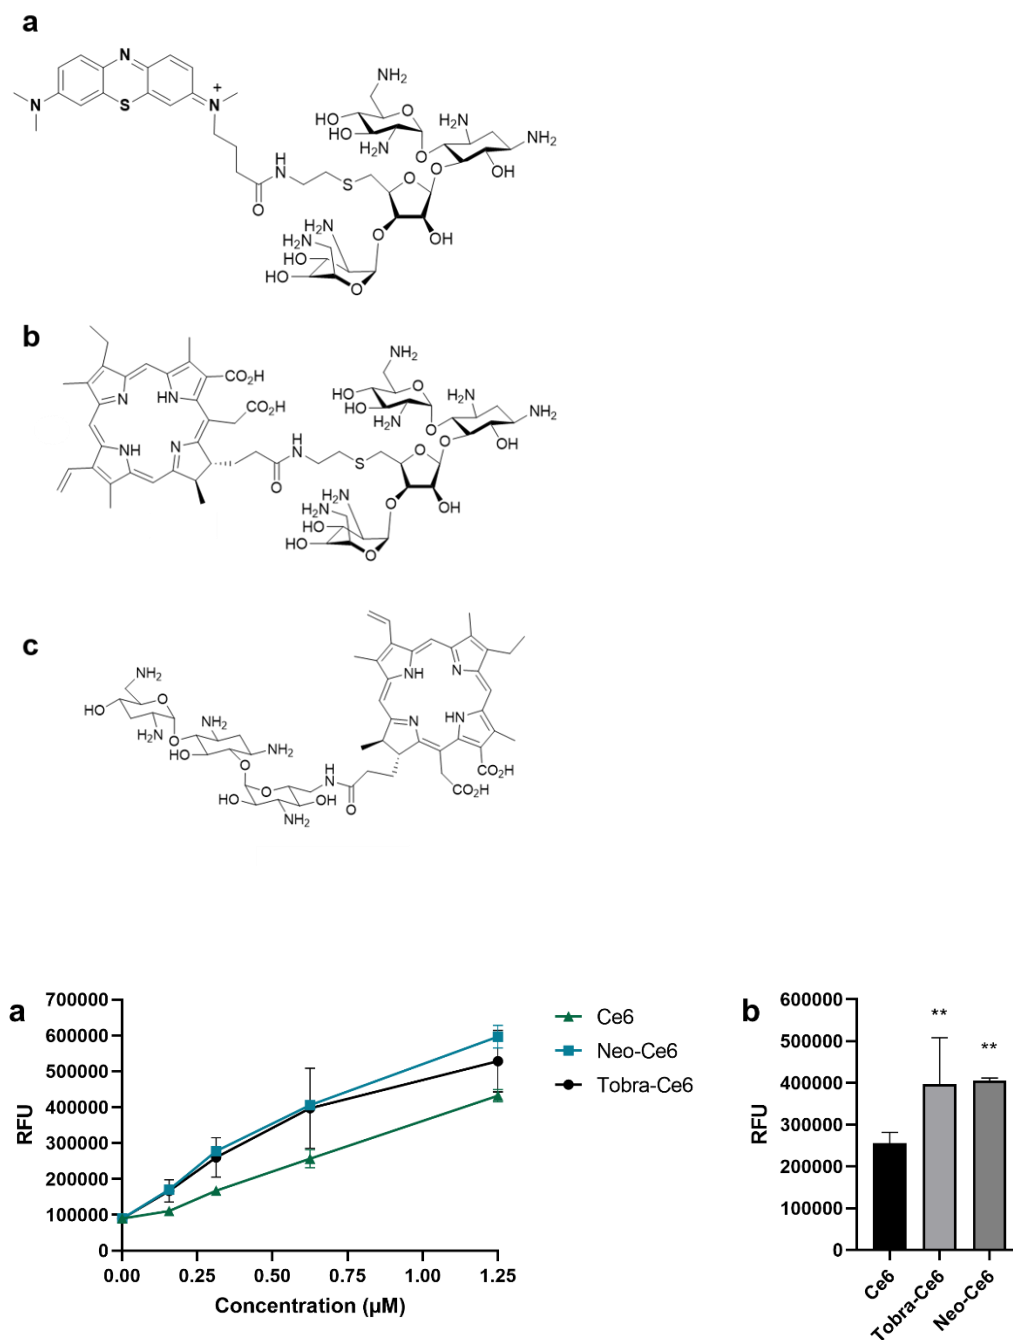 a
N
N
S
+
N
H
N
O
S
NH2
HO
HO
O
H2N
O
H2N
NH2
O
OH
O
OH
O
H2N
H2N
HO
HO
O
b
CO2H
N
HN
CO2H
NH
N
H
N
O
S
NH2
HO
HO
O
H2N
O
H2N
NH2
O
OH
O
OH
O
H2N
H2N
HO
HO
O
c
NH2
HO
O
H2N
O
NH2
HO
NH2
O
O
HO
OH
NH2
H
N
O
NH
N
N
HN
CO2H
CO2H
a
700000
600000
500000
400000
300000
200000
100000
0
RFU
0.00 0.25 0.50 0.75 1.00 1.25
Concentration (µM)
Ce6
Neo-Ce6
Tobra-Ce6
b
600000
500000
400000
300000
200000
100000
0
RFU
**
**
Ce6
Tobra-Ce6
Neo-Ce6